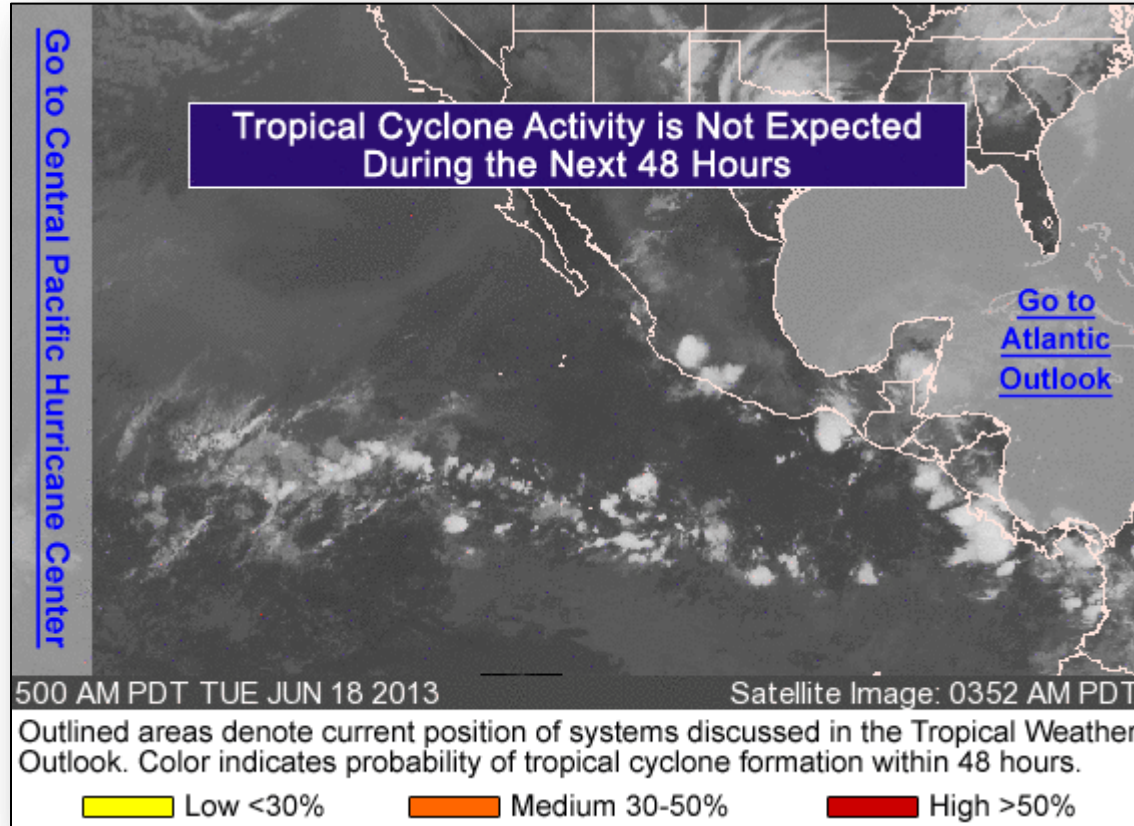 Go to Central Pacific Hurricane Center
Tropical Cyclone Activity is Not Expected
During the Next 48 Hours
Go to
Atlantic
Outlook
500 AM PDT TUE JUN 18 2013
Satellite Image: 0352 AM PDT
Outlined areas denote current position of systems discussed in the Tropical Weather
Outlook. Color indicates probability of tropical cyclone formation within 48 hours.
Low <30%
Medium 30-50%
High >50%